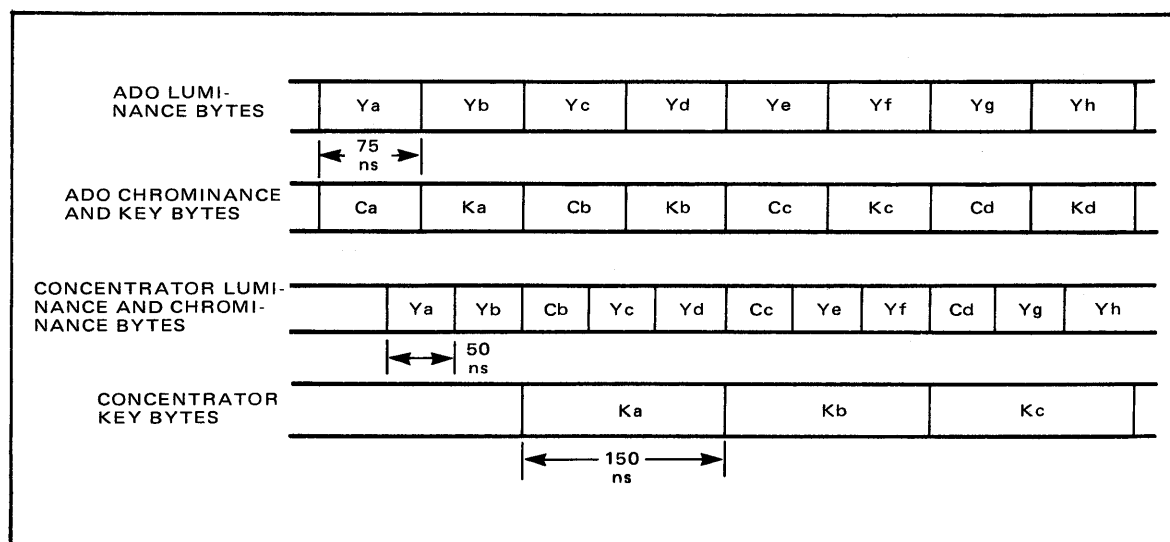 ADO LUMI-
NANCE BYTES
Ya Yb Yc Yd Ye Yf Yg Yh
75
ns
ADO CHROMINANCE
AND KEY BYTES
Ca Ka Cb Kb Cc Kc Cd Kd
CONCENTRATOR LUMI-
NANCE AND CHROMI-
NANCE BYTES
Ya Yb Cb Yc Yd Cc Ye Yf Cd Yg Yh
50
ns
CONCENTRATOR
KEY BYTES
Ka Kb Kc
150
ns